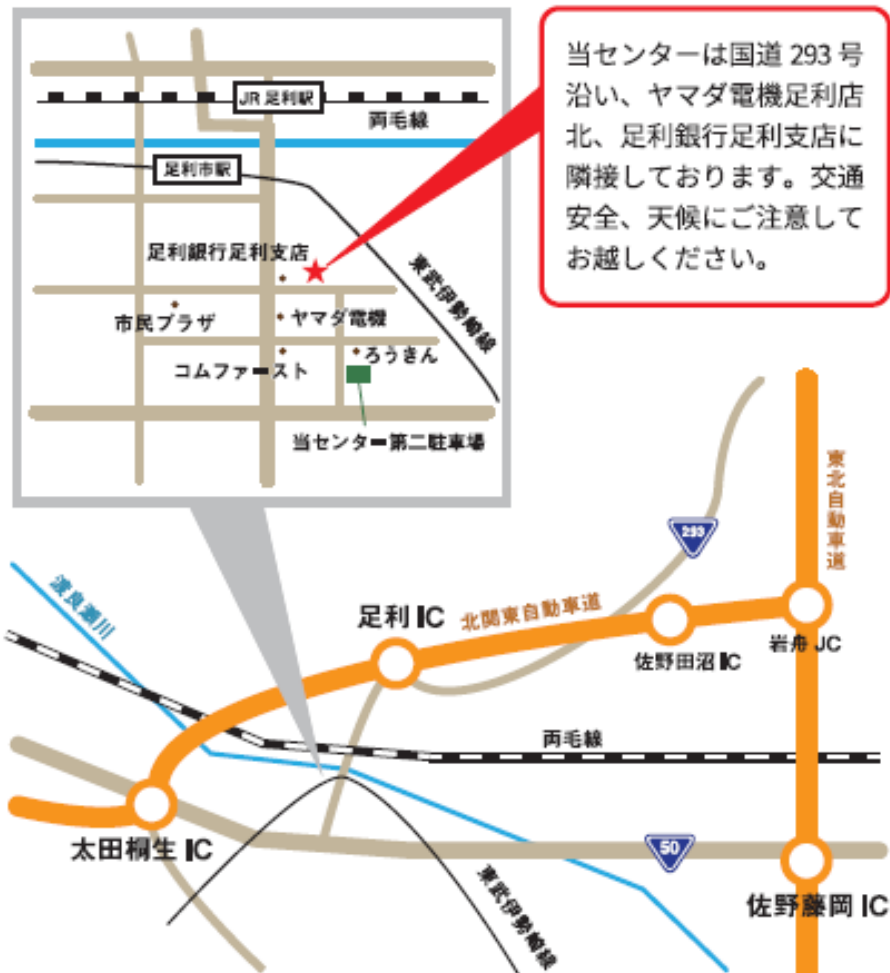 当センターは国道 293 号
沿い、ヤマダ電機足利店
北、足利銀行足利支店に
隣接しております。交通
安全、天候にご注意して
お越しください。
JR 足利駅
両毛線
足利市駅
足利銀行足利支店
東武伊勢崎線
市民プラザ
ヤマダ電機
コムファースト
ろうきん
当センター第二駐車場
東北自動車道
293
渡良瀬川
足利 IC
北関東自動車道
佐野田沼 IC
岩舟 JC
両毛線
太田桐生 IC
50
東武伊勢崎線
佐野藤岡 IC